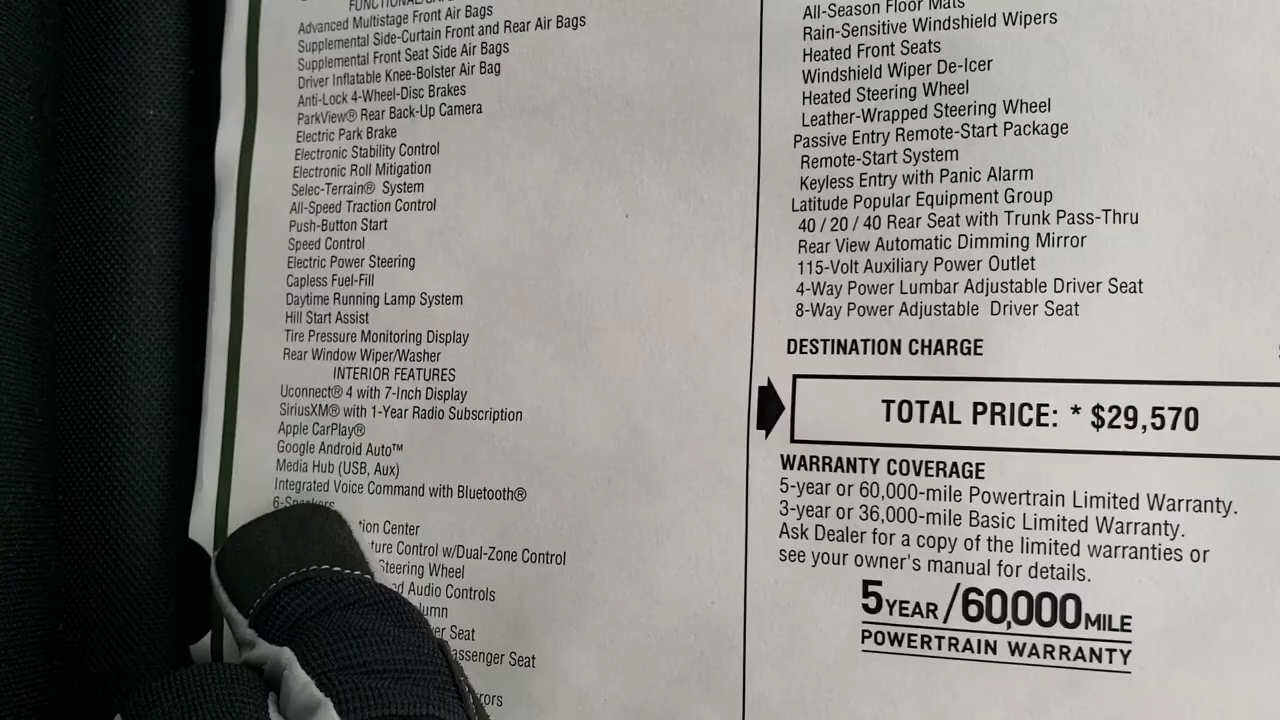 FUNCTIONAL/
Advanced Multistage Front Air Bags
Supplemental Side-Curtain Front and Rear Air Bags
Supplemental Front Seat Side Air Bags
Driver Inflatable Knee-Bolster Air Bag
Anti-Lock 4-Wheel-Disc Brakes
ParkView® Rear Back-Up Camera
Electric Park Brake
Electronic Stability Control
Electronic Roll Mitigation
Selec-Terrain® System
All-Speed Traction Control
Push-Button Start
Speed Control
Electric Power Steering
Capless Fuel-Fill
Daytime Running Lamp System
Hill Start Assist
Tire Pressure Monitoring Display
Rear Window Wiper/Washer
INTERIOR FEATURES
Uconnect® 4 with 7-Inch Display
SiriusXM® with 1-Year Radio Subscription
Apple CarPlay®
Google Android Auto™
Media Hub (USB, Aux)
Integrated Voice Command with Bluetooth®
6-Speakers
tion Center
ture Control w/Dual-Zone Control
Steering Wheel
d Audio Controls
lumn
er Seat
assenger Seat
rors
All-Season Floor Mats
Rain-Sensitive Windshield Wipers
Heated Front Seats
Windshield Wiper De-Icer
Heated Steering Wheel
Leather-Wrapped Steering Wheel
Passive Entry Remote-Start Package
Remote-Start System
Keyless Entry with Panic Alarm
Latitude Popular Equipment Group
40 / 20 / 40 Rear Seat with Trunk Pass-Thru
Rear View Automatic Dimming Mirror
115-Volt Auxiliary Power Outlet
4-Way Power Lumbar Adjustable Driver Seat
8-Way Power Adjustable Driver Seat
DESTINATION CHARGE
TOTAL PRICE: * $29,570
WARRANTY COVERAGE
5-year or 60,000-mile Powertrain Limited Warranty.
3-year or 36,000-mile Basic Limited Warranty.
Ask Dealer for a copy of the limited warranties or
see your owner's manual for details.
5YEAR/60,000MILE
POWERTRAIN WARRANTY